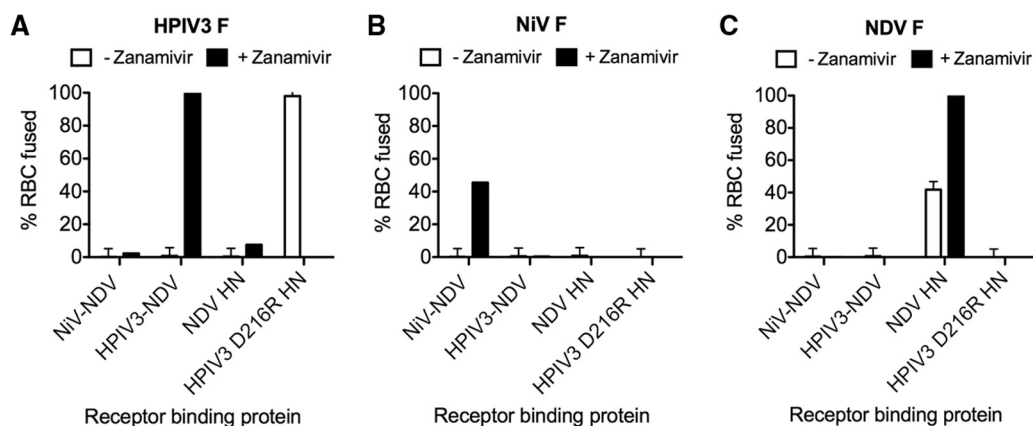 A
HPIV3 F
- Zanamivir + Zanamivir
% RBC fused
100
80
60
40
20
0
NiV-NDV
HPIV3-NDV
NDV HN
HPIV3 D216R HN
Receptor binding protein
B
NiV F
- Zanamivir + Zanamivir
% RBC fused
100
80
60
40
20
0
NiV-NDV
HPIV3-NDV
NDV HN
HPIV3 D216R HN
Receptor binding protein
C
NDV F
- Zanamivir + Zanamivir
% RBC fused
100
80
60
40
20
0
NiV-NDV
HPIV3-NDV
NDV HN
HPIV3 D216R HN
Receptor binding protein